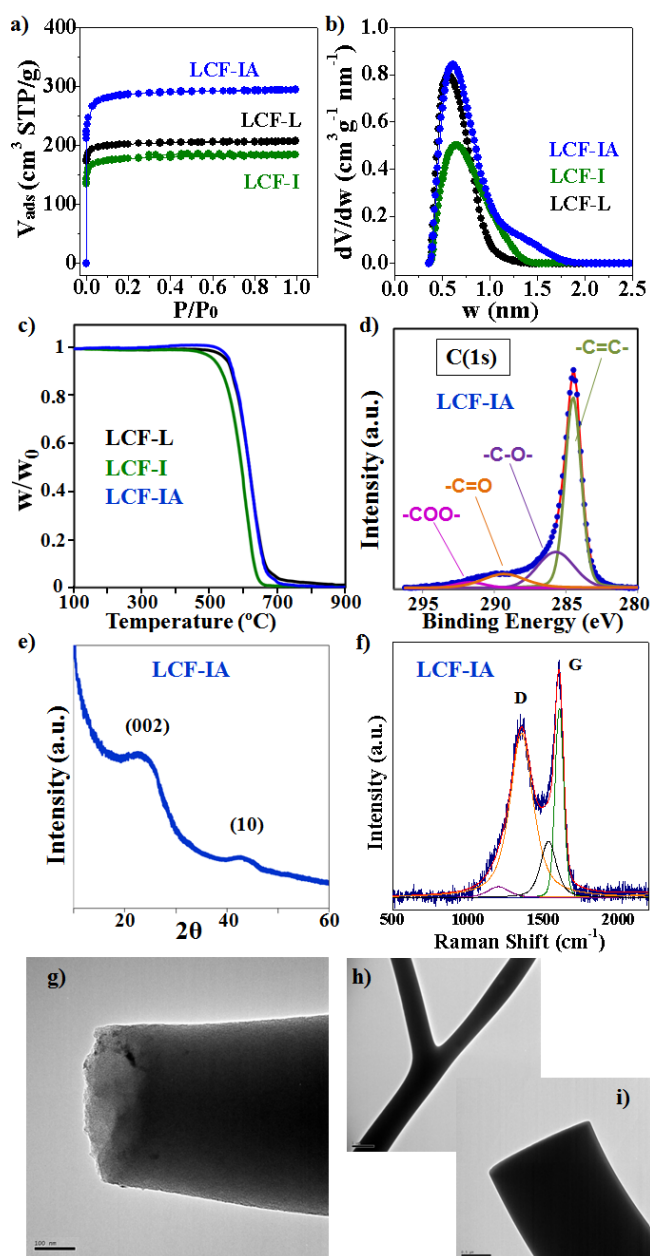 a)
V_ads (cm³ STP/g)
400
300
200
100
0
LCF-IA
LCF-L
LCF-I
0.0 0.2 0.4 0.6 0.8 1.0
P/P₀
b)
dV/dw (cm³ g⁻¹ nm⁻¹)
1.0
0.8
0.6
0.4
0.2
0.0
LCF-IA
LCF-I
LCF-L
0.0 0.5 1.0 1.5 2.0 2.5
w (nm)
c)
w/w₀
1
0.8
0.6
0.4
0.2
0
LCF-L
LCF-I
LCF-IA
100 300 500 700 900
Temperature (ºC)
d)
C(1s)
-C=C-
LCF-IA
-C-O-
-C=O
-COO-
Intensity (a.u.)
295 290 285 280
Binding Energy (eV)
e)
LCF-IA
(002)
(10)
Intensity (a.u.)
20 40 60
2θ
f)
LCF-IA
D
G
Intensity (a.u.)
500 1000 1500 2000
Raman Shift (cm⁻¹)
g)
100 nm
h)
i)